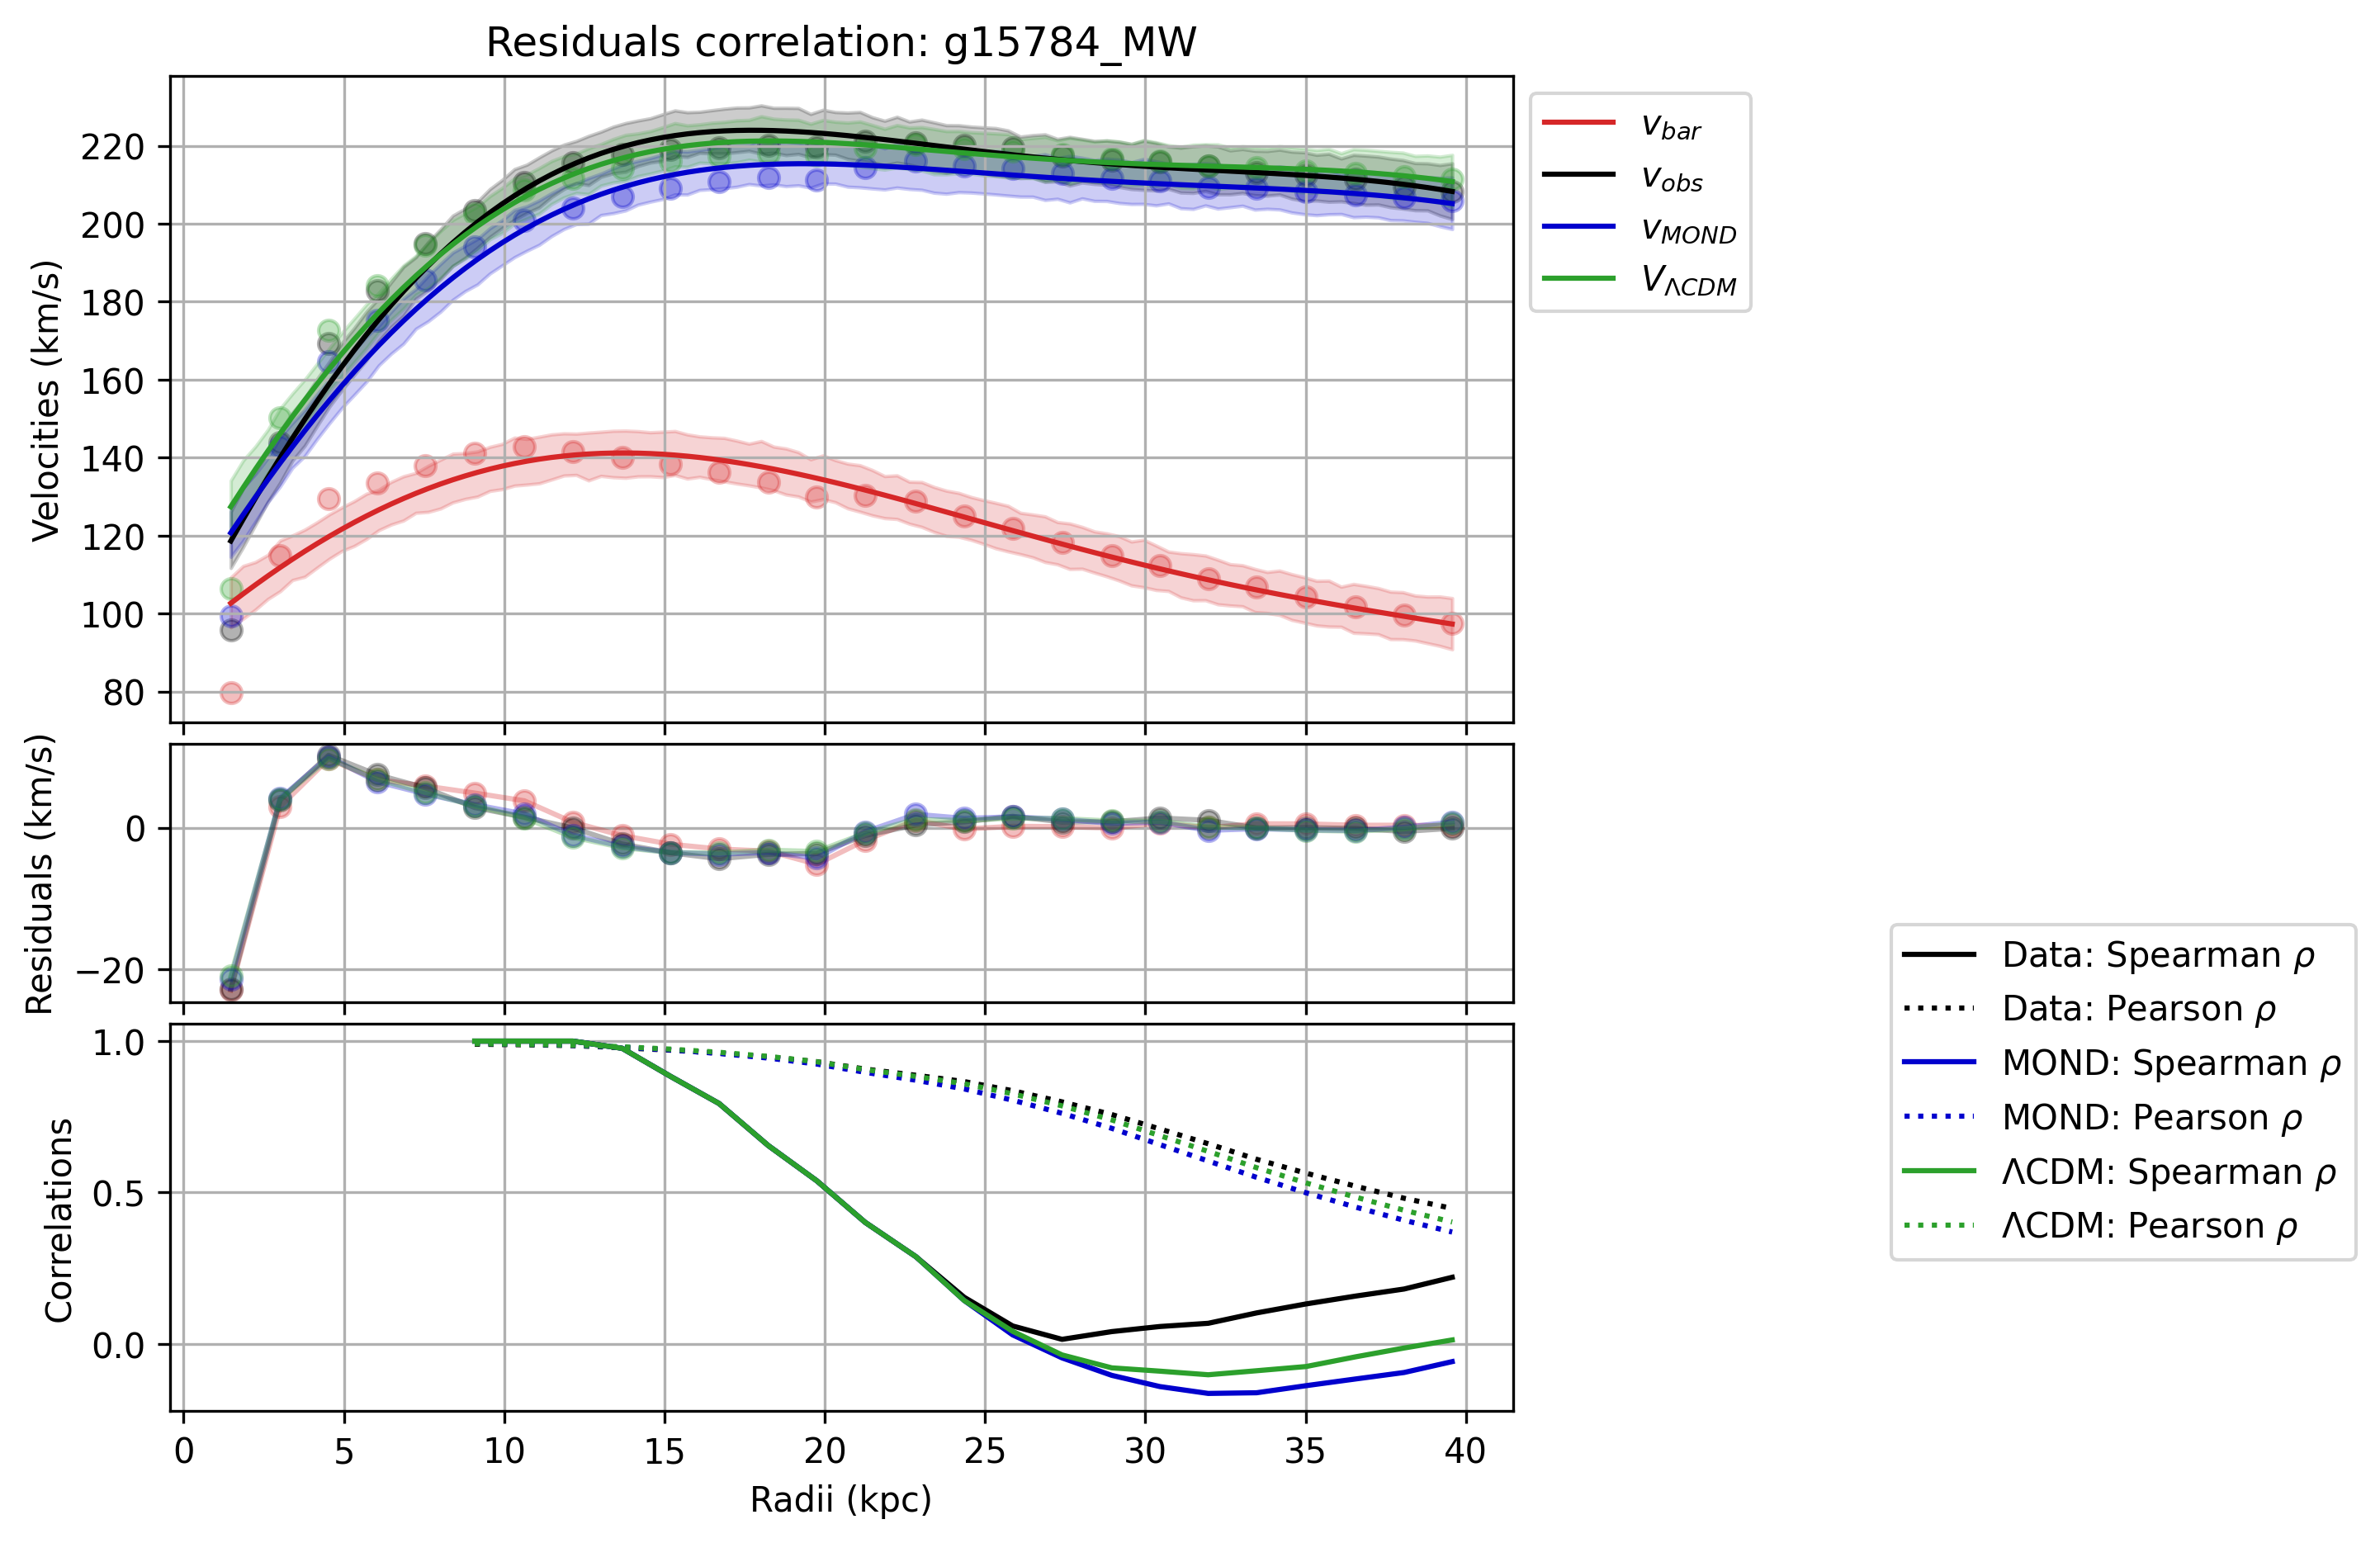 Residuals correlation: g15784_MW
Velocities (km/s)
220
200
180
160
140
120
100
80
v_bar
v_obs
v_MOND
V_ΛCDM
Residuals (km/s)
0
−20
Correlations
1.0
0.5
0.0
Data: Spearman ρ
Data: Pearson ρ
MOND: Spearman ρ
MOND: Pearson ρ
ΛCDM: Spearman ρ
ΛCDM: Pearson ρ
0 5 10 15 20 25 30 35 40
Radii (kpc)